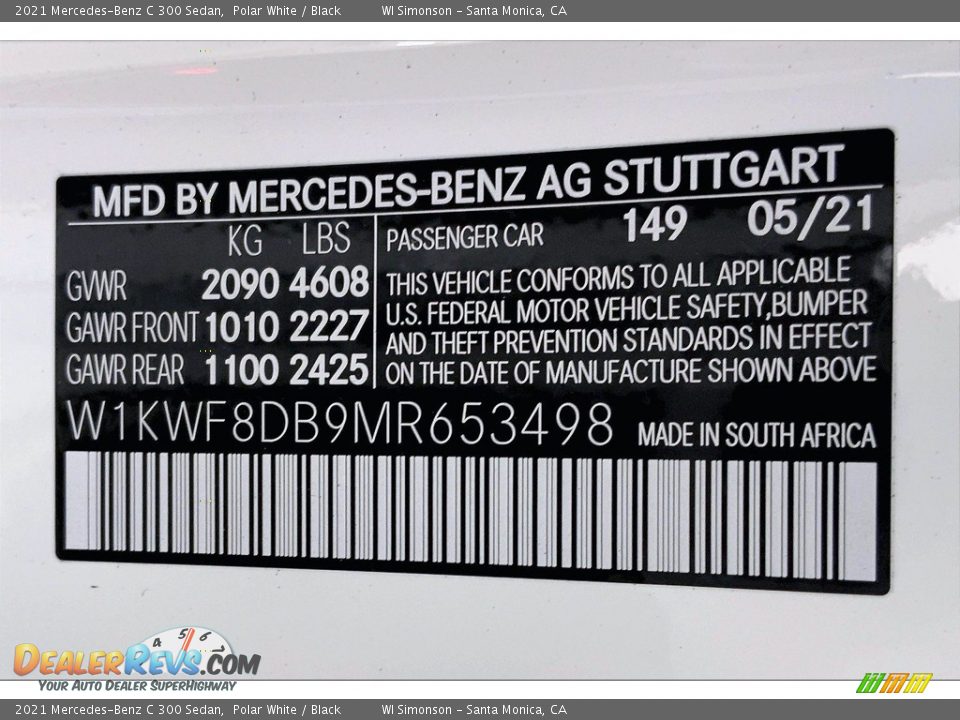 2021 Mercedes-Benz C 300 Sedan, Polar White / Black WI Simonson - Santa Monica, CA
MFD BY MERCEDES-BENZ AG STUTTGART
KG LBS
GVWR 2090 4608
GAWR FRONT 1010 2227
GAWR REAR 1100 2425
PASSENGER CAR 149 05/21
THIS VEHICLE CONFORMS TO ALL APPLICABLE
U.S. FEDERAL MOTOR VEHICLE SAFETY,BUMPER
AND THEFT PREVENTION STANDARDS IN EFFECT
ON THE DATE OF MANUFACTURE SHOWN ABOVE
W1KWF8DB9MR653498 MADE IN SOUTH AFRICA
4 5 6
DEALERREVS.COM
YOUR AUTO DEALER SUPERHIGHWAY
2021 Mercedes-Benz C 300 Sedan, Polar White / Black WI Simonson - Santa Monica, CA